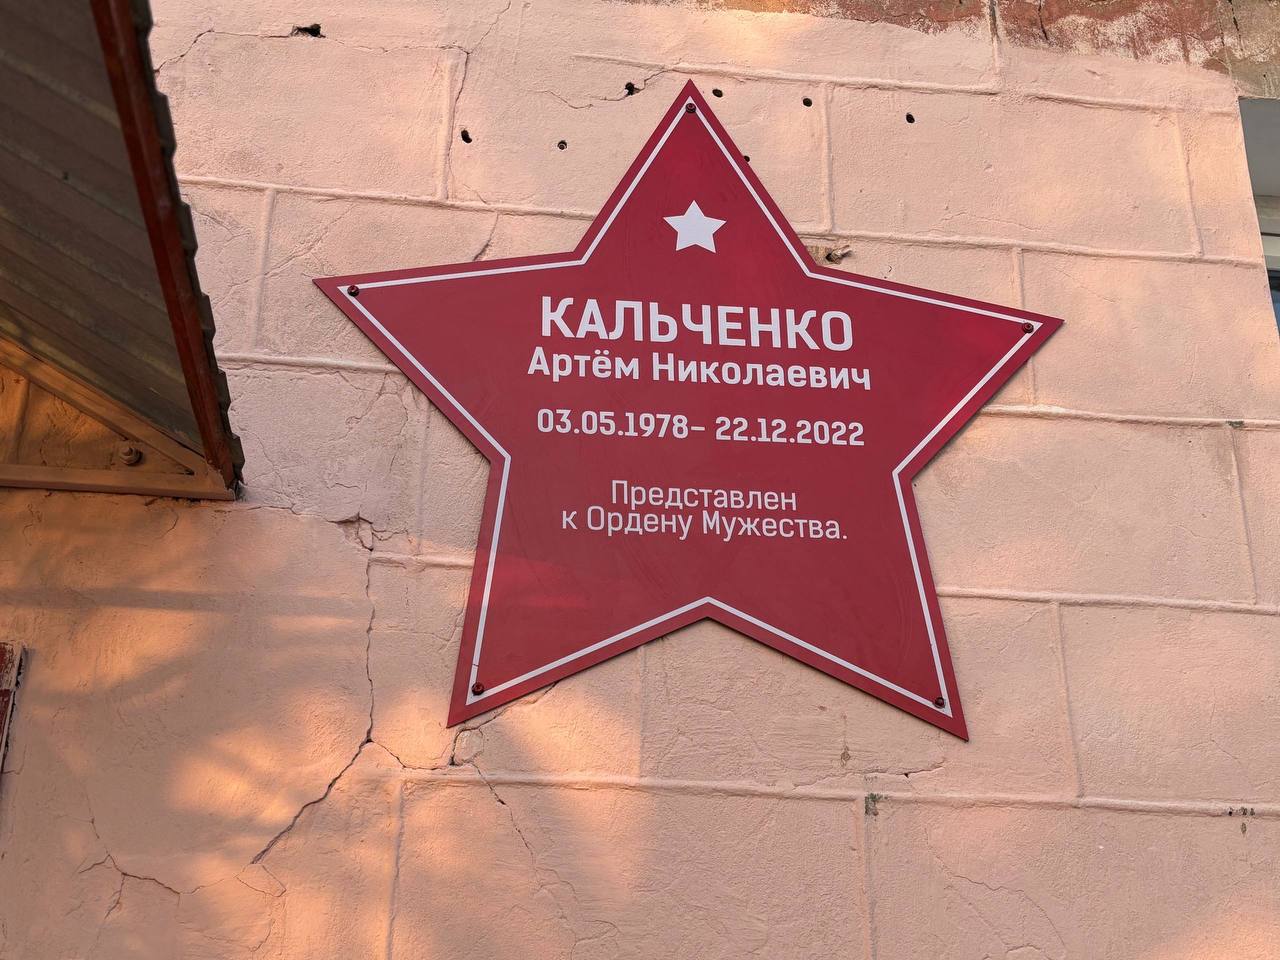 КАЛЬЧЕНКО
Артём Николаевич
03.05.1978– 22.12.2022
Представлен
к Ордену Мужества.